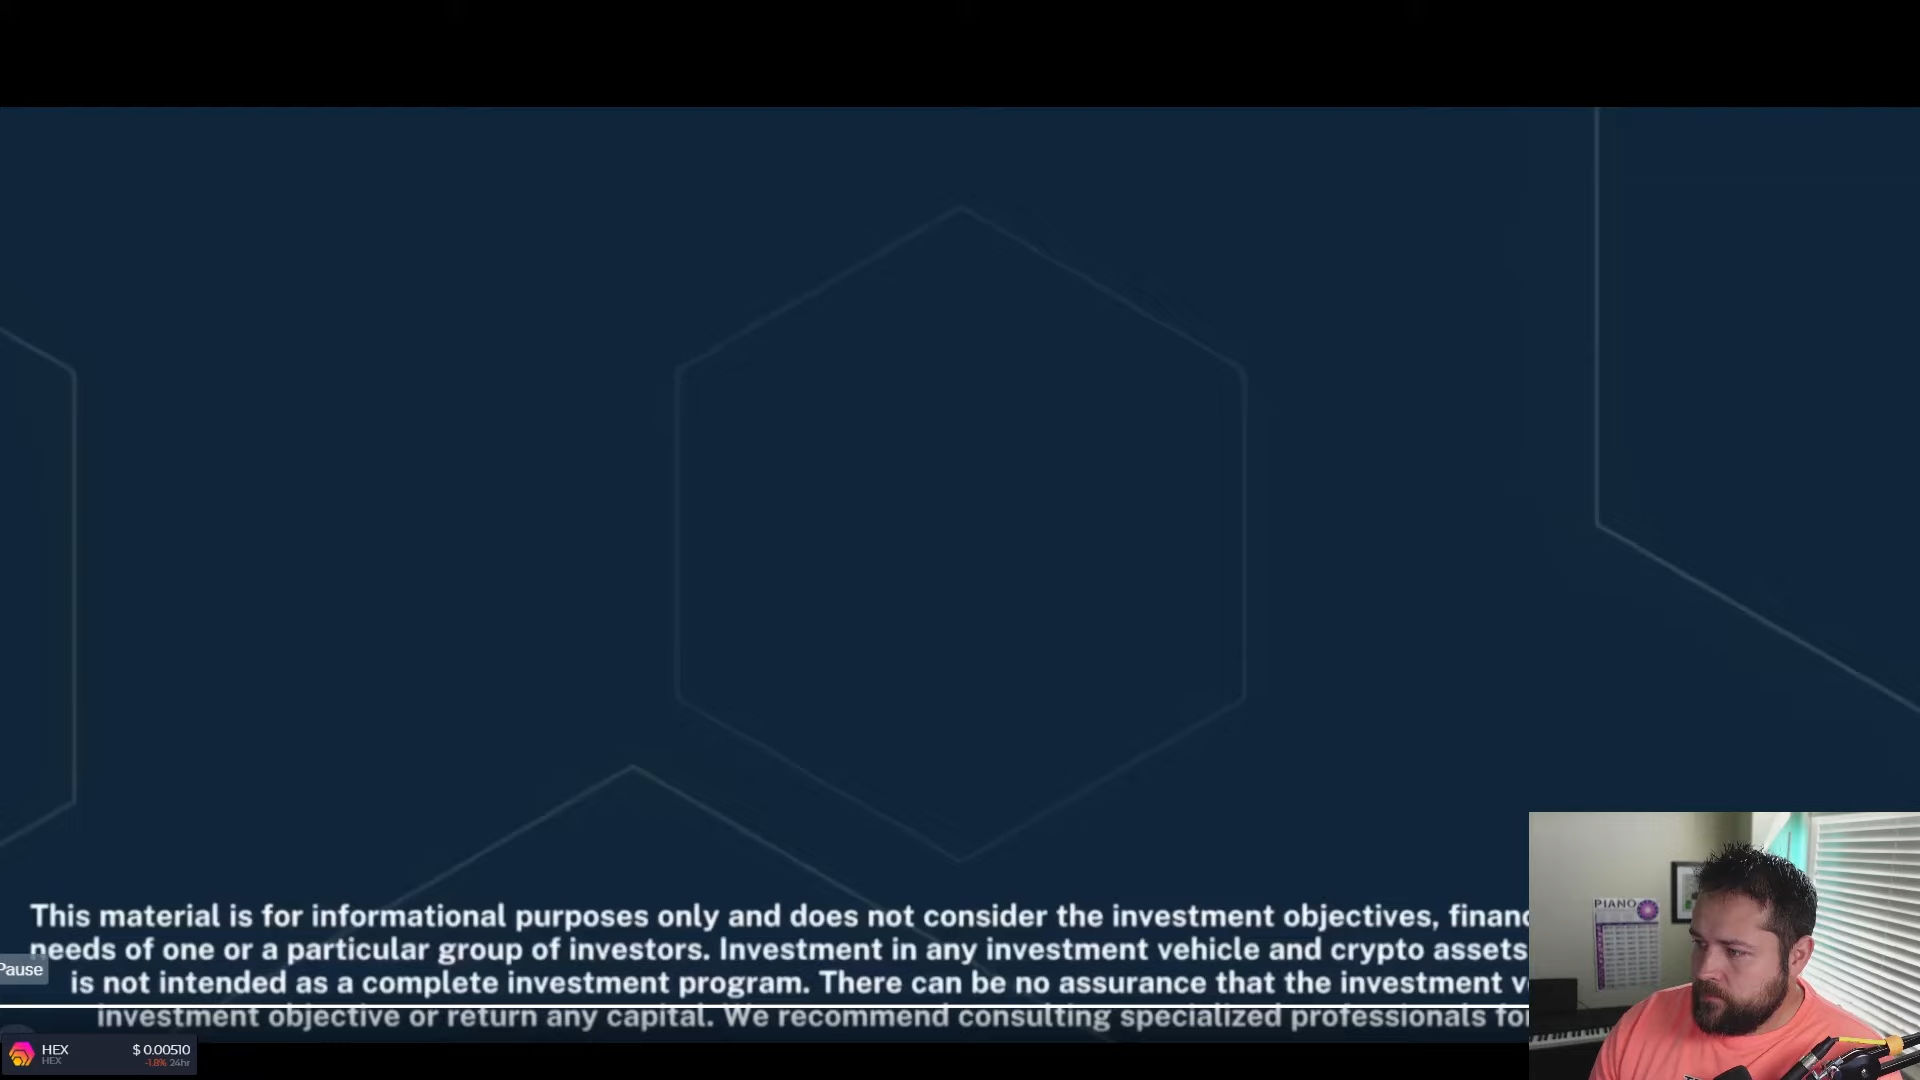 This material is for informational purposes only and does not consider the investment objectives,
needs of one or a particular group of investors. Investment in any investment vehicle and crypto assets
Pause
is not intended as a complete investment program. There can be no assurance that the investment
investment objective or return any capital. We recommend consulting specialized professionals
HEX $ 0.00510
HEX -1.8% 24hr
PIANO